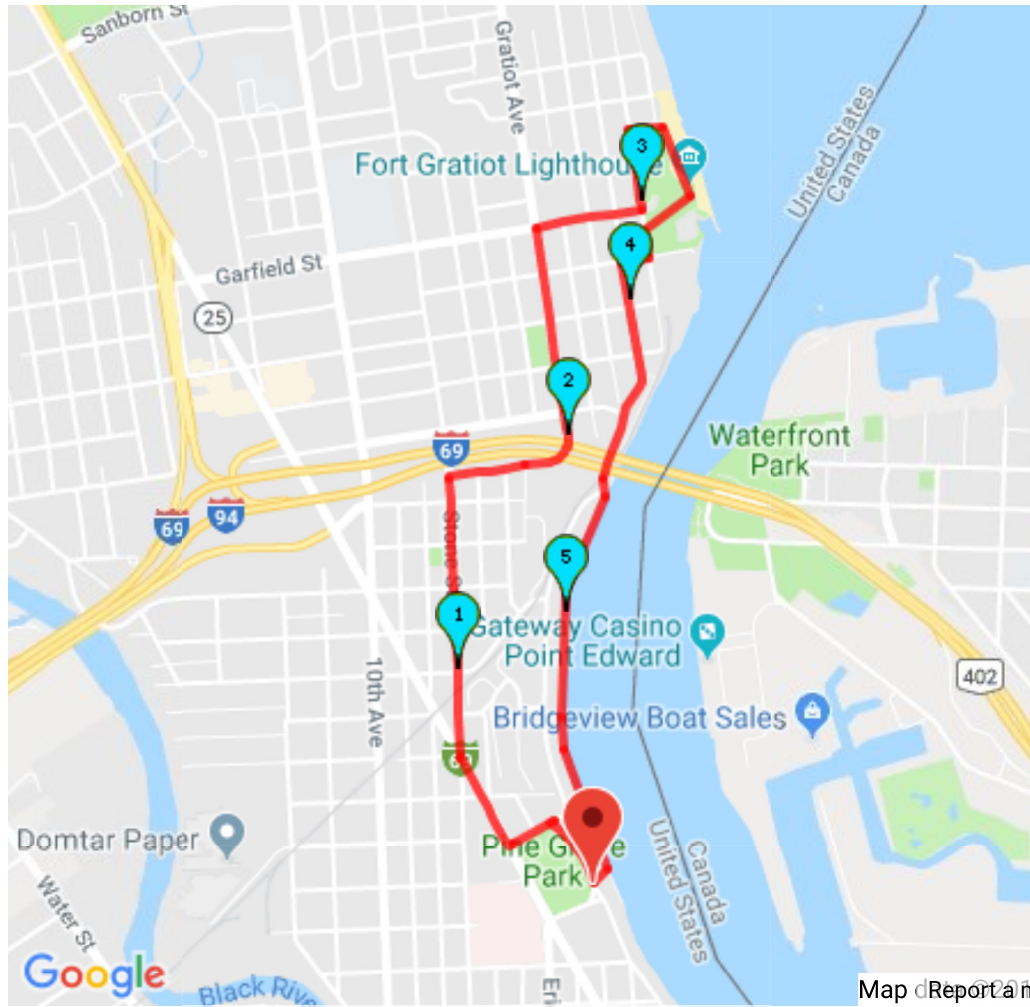 Sanborn St
Gratiot Ave
United States
Canada
3
Fort Gratiot Lighthouse
4
Garfield St
25
2
69
Waterfront
Park
69
94
Stone S
5
1
Gateway Casino
Point Edward
402
10th Ave
Bridgeview Boat Sales
Domtar Paper
Pine Grove
Park
Canada
United States
Water St
Google
Black Rive
Eri
Map
Report a